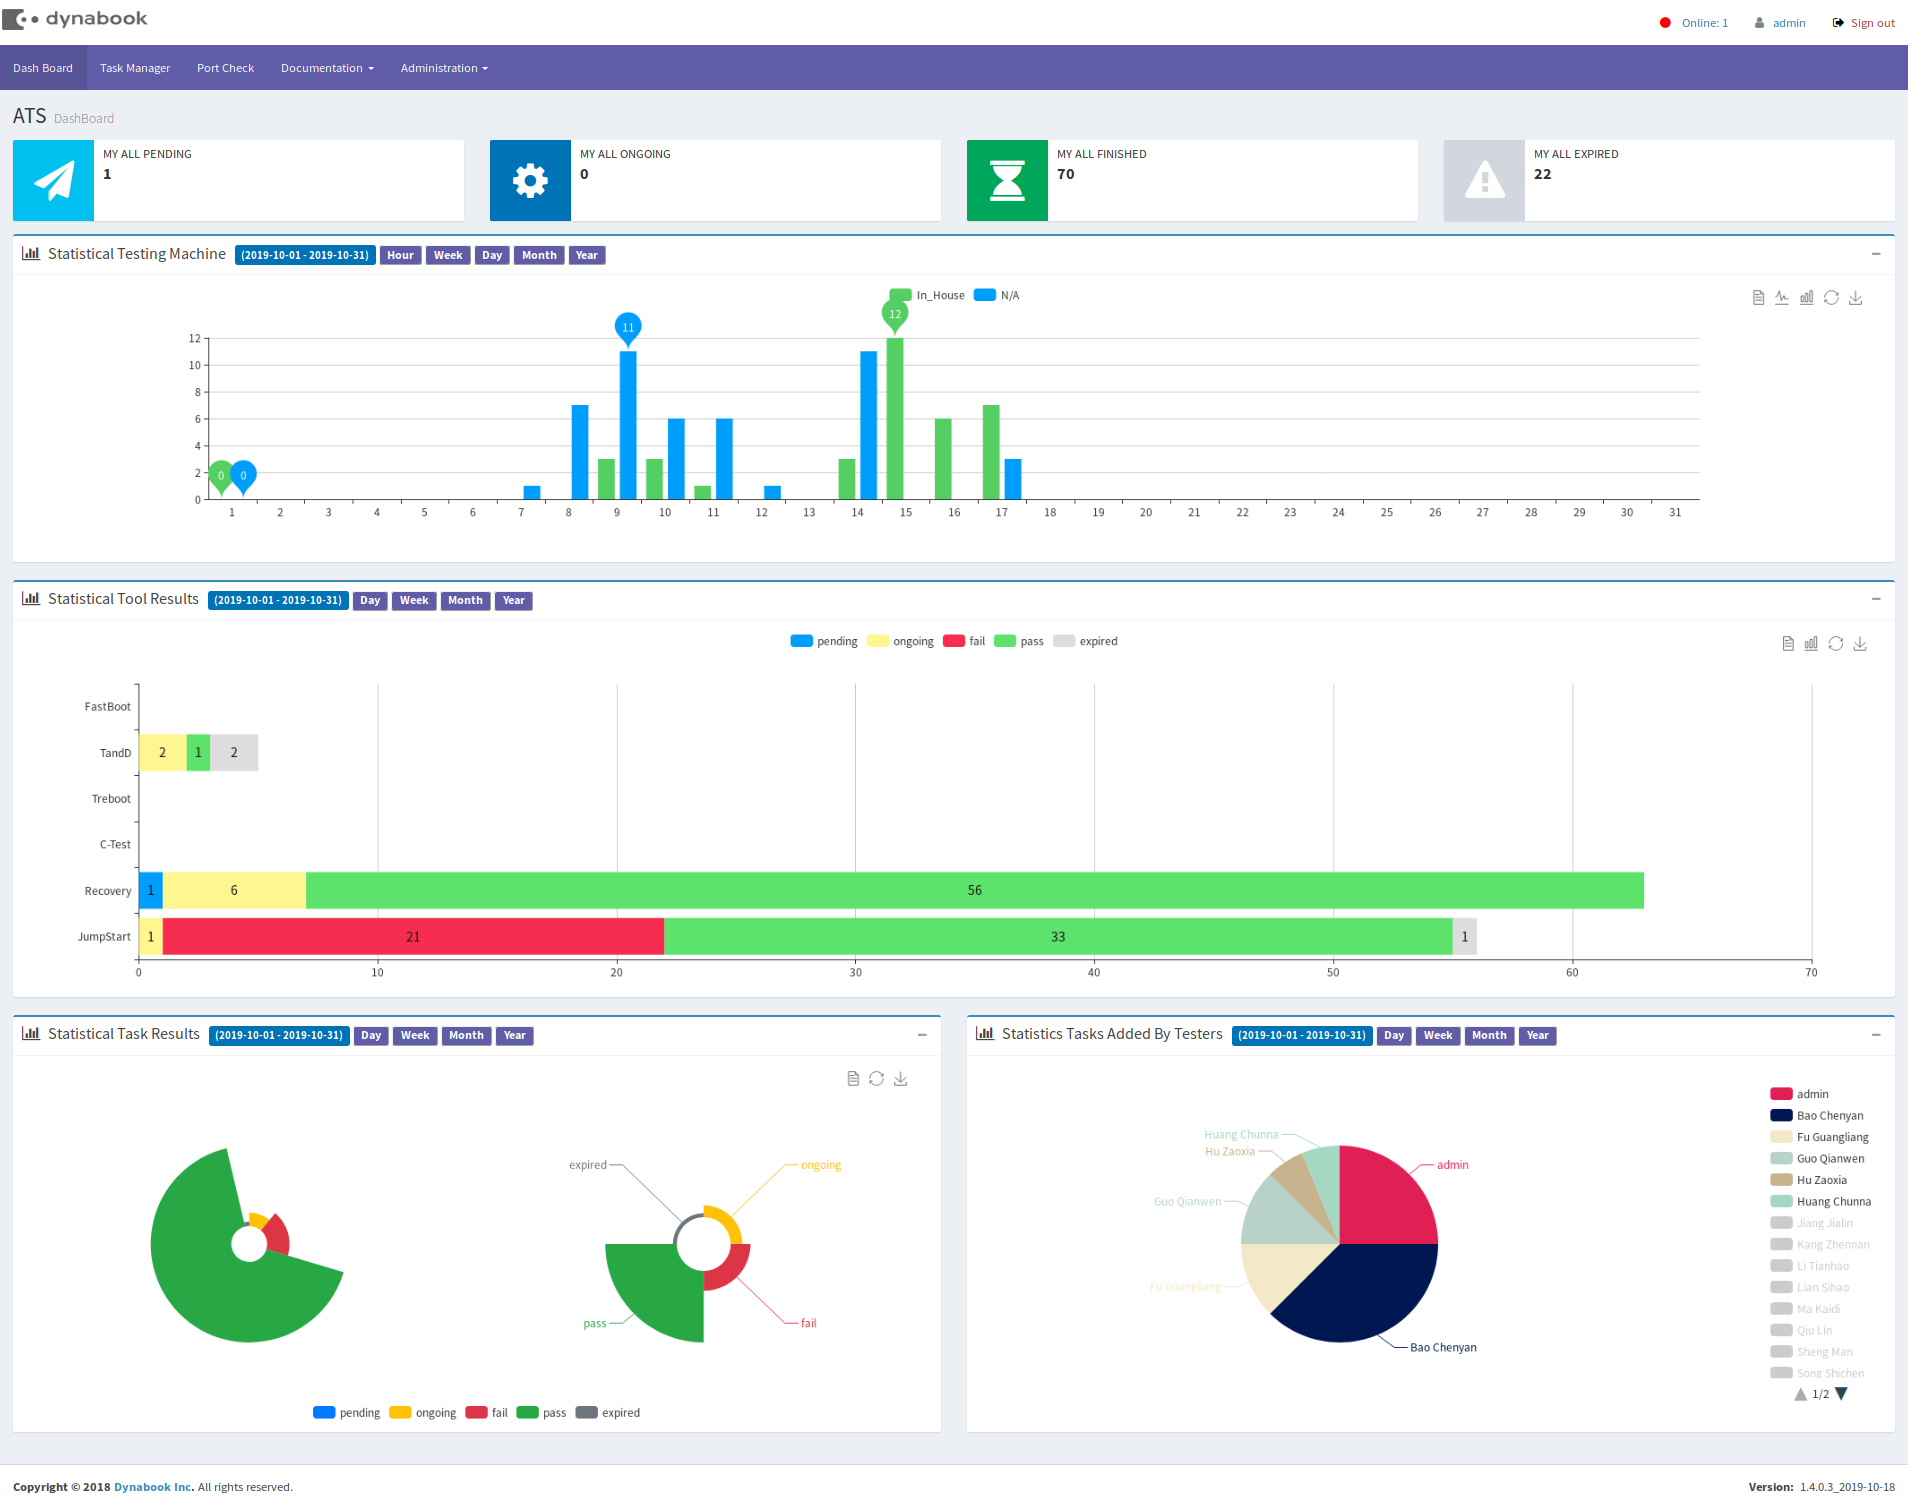 dynabook
Online: 1 admin Sign out
Dash Board Task Manager Port Check Documentation Administration
ATS DashBoard
MY ALL PENDING
1
MY ALL ONGOING
0
MY ALL FINISHED
70
MY ALL EXPIRED
22
Statistical Testing Machine (2019-10-01 - 2019-10-31) Hour Week Day Month Year
In_House N/A
12
11
12
10
8
6
4
2
0
0 0
1 2 3 4 5 6 7 8 9 10 11 12 13 14 15 16 17 18 19 20 21 22 23 24 25 26 27 28 29 30 31
Statistical Tool Results (2019-10-01 - 2019-10-31) Day Week Month Year
pending ongoing fail pass expired
FastBoot
TandD 2 1 2
Treboot
C-Test
Recovery 1 6 56
JumpStart 1 21 33 1
0 10 20 30 40 50 60 70
Statistical Task Results (2019-10-01 - 2019-10-31) Day Week Month Year
expired ongoing
pass fail
pending ongoing fail pass expired
Statistics Tasks Added By Testers (2019-10-01 - 2019-10-31) Day Week Month Year
Huang Chunna
Hu Zaoxia
admin
Guo Qianwen
Fu Guangliang
Bao Chenyan
admin
Bao Chenyan
Fu Guangliang
Guo Qianwen
Hu Zaoxia
Huang Chunna
Jiang Jialin
Kang Zhennan
Li Tianhao
Lian Sihao
Ma Kaidi
Qiu Lin
Sheng Man
Song Shichen
1/2
Copyright © 2018 Dynabook Inc. All rights reserved.
Version: 1.4.0.3_2019-10-18